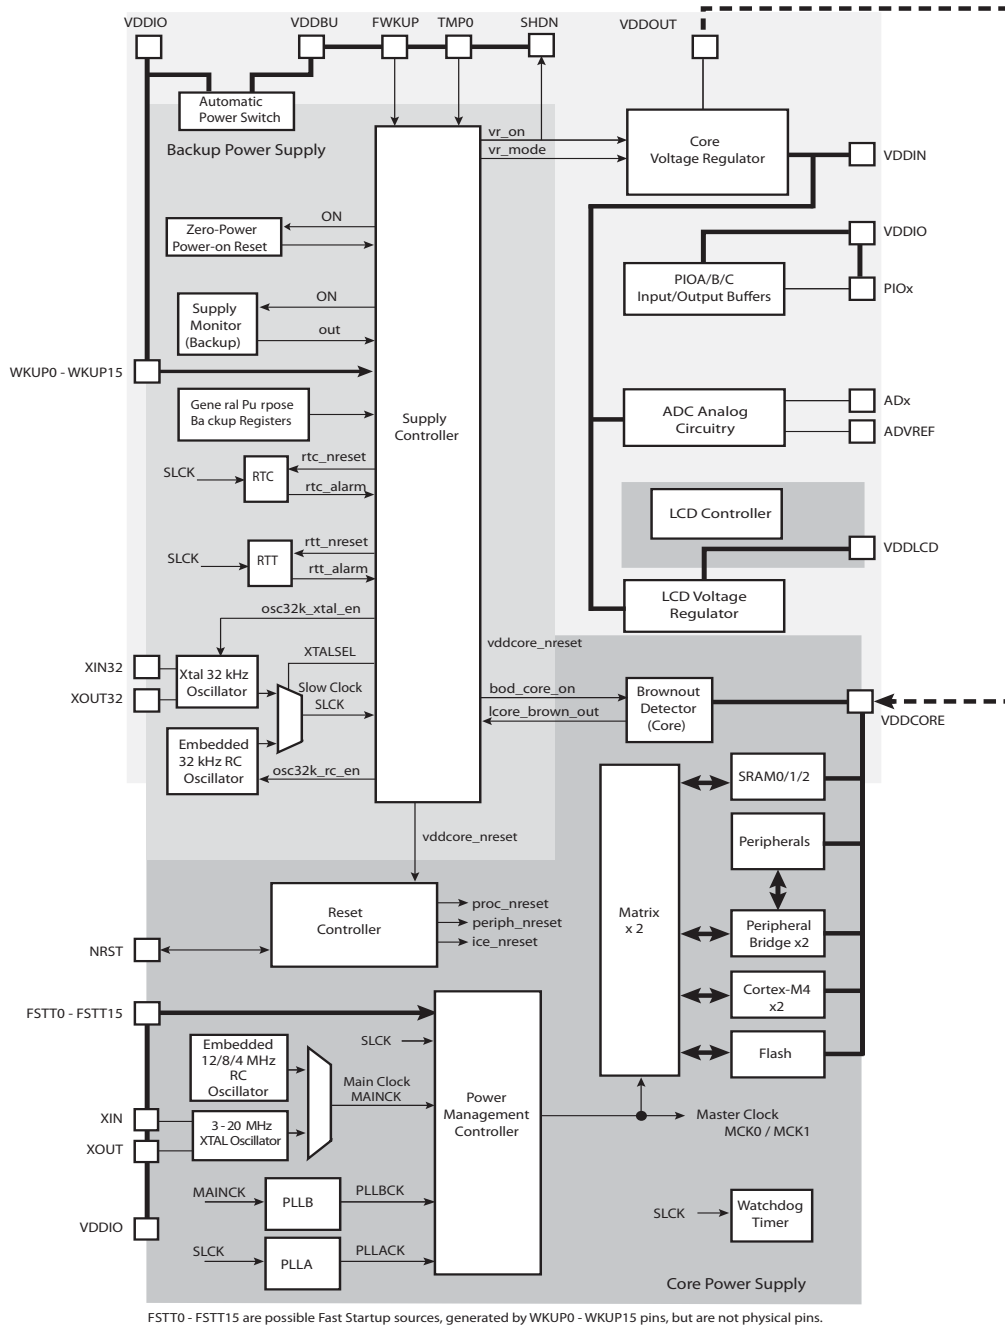 VDDIO
VDDBU
FWKUP
TMP0
SHDN
VDDOUT
Automatic
Power Switch
Backup Power Supply
vr_on
vr_mode
Core
Voltage Regulator
VDDIN
ON
Zero-Power
Power-on Reset
VDDIO
PIOA/B/C
Input/Output Buffers
PIOx
ON
Supply
Monitor
(Backup)
out
WKUP0 - WKUP15
Gene ral Pu rpose
Ba ckup Registers
Supply
Controller
ADC Analog
Circuitry
ADx
ADVREF
rtc_nreset
SLCK
RTC
rtc_alarm
LCD Controller
rtt_nreset
SLCK
RTT
rtt_alarm
VDDLCD
LCD Voltage
Regulator
osc32k_xtal_en
vddcore_nreset
XTALSEL
XIN32
XOUT32
Xtal 32 kHz
Oscillator
Slow Clock
SLCK
bod_core_on
lcore_brown_out
Brownout
Detector
(Core)
VDDCORE
Embedded
32 kHz RC
Oscillator
osc32k_rc_en
SRAM0/1/2
vddcore_nreset
Peripherals
Reset
Controller
proc_nreset
periph_nreset
ice_nreset
Matrix
x 2
Peripheral
Bridge x2
NRST
Cortex-M4
x2
FSTT0 - FSTT15
SLCK
Embedded
12/8/4 MHz
RC
Oscillator
Flash
Main Clock
MAINCK
Power
Management
Controller
XIN
XOUT
3 - 20 MHz
XTAL Oscillator
Master Clock
MCK0 / MCK1
MAINCK
PLLB
PLLBCK
VDDIO
SLCK
Watchdog
Timer
SLCK
PLLA
PLLACK
Core Power Supply
FSTT0 - FSTT15 are possible Fast Startup sources, generated by WKUP0 - WKUP15 pins, but are not physical pins.